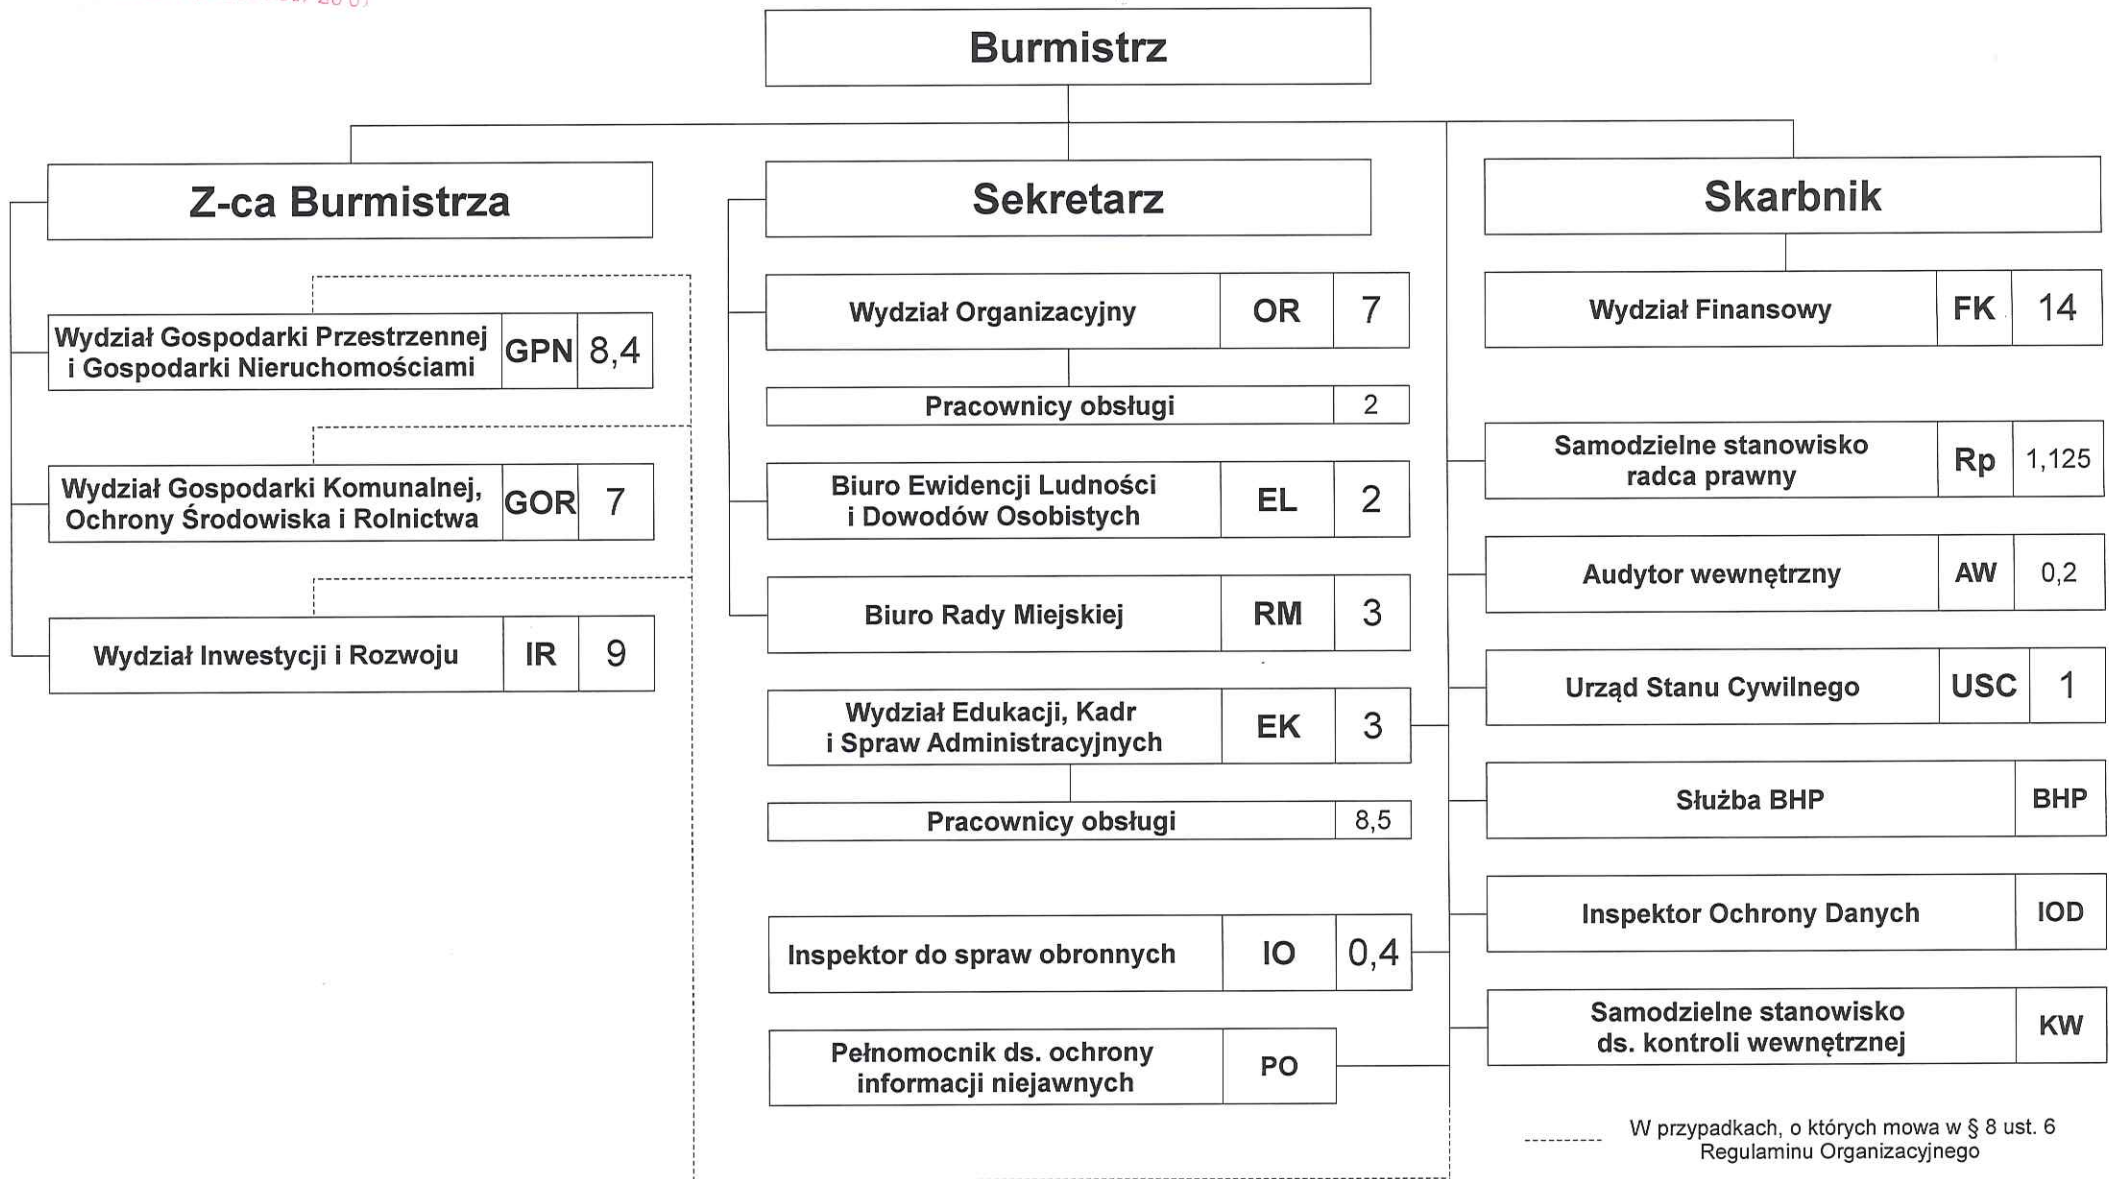 Burmistrz
Z-ca Burmistrza
Sekretarz
Skarbnik
Wydział Gospodarki Przestrzennej
i Gospodarki Nieruchomościami
GPN
8,4
Wydział Gospodarki Komunalnej,
Ochrony Środowiska i Rolnictwa
GOR
7
Wydział Inwestycji i Rozwoju
IR
9
Wydział Organizacyjny
OR
7
Pracownicy obsługi
2
Biuro Ewidencji Ludności
i Dowodów Osobistych
EL
2
Biuro Rady Miejskiej
RM
3
Wydział Edukacji, Kadr
i Spraw Administracyjnych
EK
3
Pracownicy obsługi
8,5
Inspektor do spraw obronnych
IO
0,4
Pełnomocnik ds. ochrony
informacji niejawnych
PO
Wydział Finansowy
FK
14
Samodzielne stanowisko
radca prawny
Rp
1,125
Audytor wewnętrzny
AW
0,2
Urząd Stanu Cywilnego
USC
1
Służba BHP
BHP
Inspektor Ochrony Danych
IOD
Samodzielne stanowisko
ds. kontroli wewnętrznej
KW
W przypadkach, o których mowa w § 8 ust. 6
Regulaminu Organizacyjnego